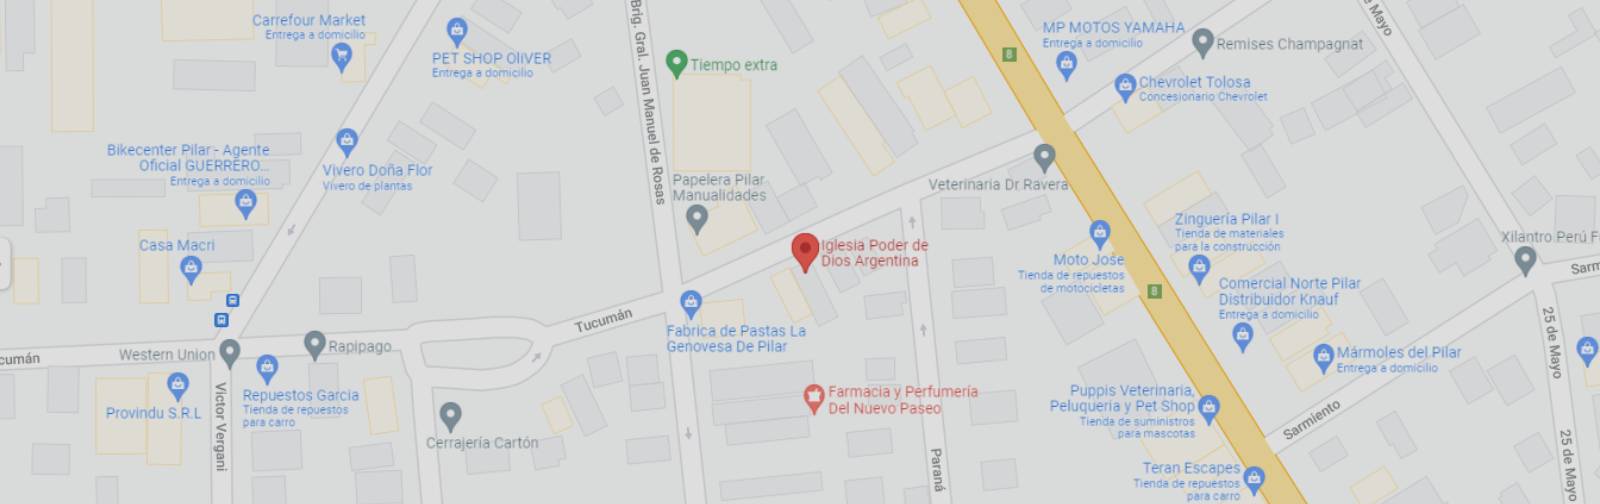 Carrefour Market
Entrega a domicilio
PET SHOP OlIVER
Entrega a domicilio
Brig. Gral. Juan Manuel de Rosas
Tiempo extra
8
MP MOTOS YAMAHA
Entrega a domicilio
Remises Champagnat
de Mayo
Chevrolet Tolosa
Concesionario Chevrolet
Bikecenter Pilar - Agente
Oficial GUERRERO...
Entrega a domicilio
Vivero Doña Flor
Vivero de plantas
Papelera Pilar
Manualidades
Veterinaria Dr Ravera
Casa Macri
Iglesia Poder de
Dios Argentina
Moto Jose
Tienda de repuestos
de motocicletas
Zinguería Pilar I
Tienda de materiales
para la construcción
Xilantro Perú F
Sarm
8
Comercial Norte Pilar
Distribuidor Knauf
Entrega a domicilio
Tucumán
Fabrica de Pastas La
Genovesa De Pilar
cumán
Western Union
Rapipago
25 de Mayo
Mármoles del Pilar
Entrega a domicilio
Provindu S.R.L
Victor Vergani
Repuestos Garcia
Tienda de repuestos
para carro
Farmacia y Perfumería
Del Nuevo Paseo
Puppis Veterinaria,
Peluqueria y Pet Shop
Tienda de suministros
para mascotas
Sarmiento
Cerrajería Cartón
Paraná
25 de Mayo
Teran Escapes
Tienda de repuestos
para carro